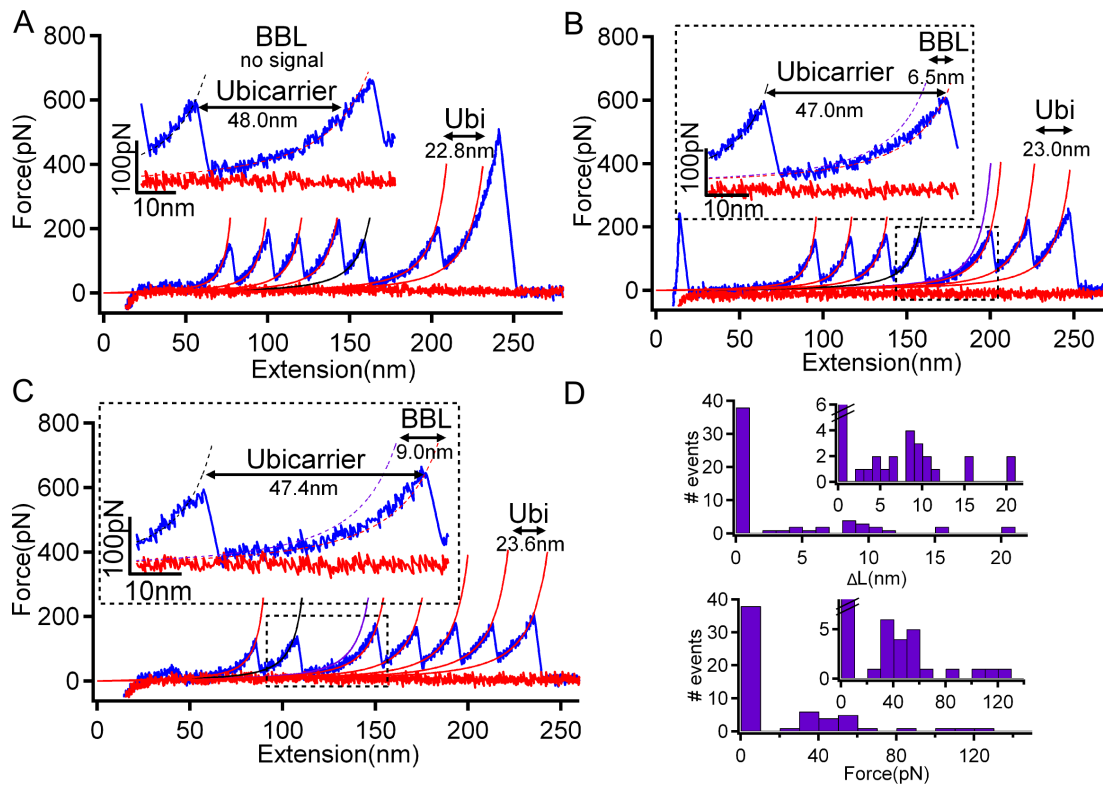 A
800
600
400
200
0
Force(pN)
BBL
no signal
Ubicarrier
48.0nm
100pN
10nm
Ubi
22.8nm
0 50 100 150 200 250
Extension(nm)
B
800
600
400
200
0
Force(pN)
BBL
6.5nm
Ubicarrier
47.0nm
100pN
10nm
Ubi
23.0nm
0 50 100 150 200 250
Extension(nm)
C
800
600
400
200
0
Force(pN)
BBL
9.0nm
Ubicarrier
47.4nm
100pN
10nm
Ubi
23.6nm
0 50 100 150 200 250
Extension(nm)
D
40
30
20
10
0
# events
6
4
2
0
0 5 10 15 20
0 5 10 15 20
ΔL(nm)
40
30
20
10
0
# events
5
0
0 40 80 120
0 40 80 120
Force(pN)